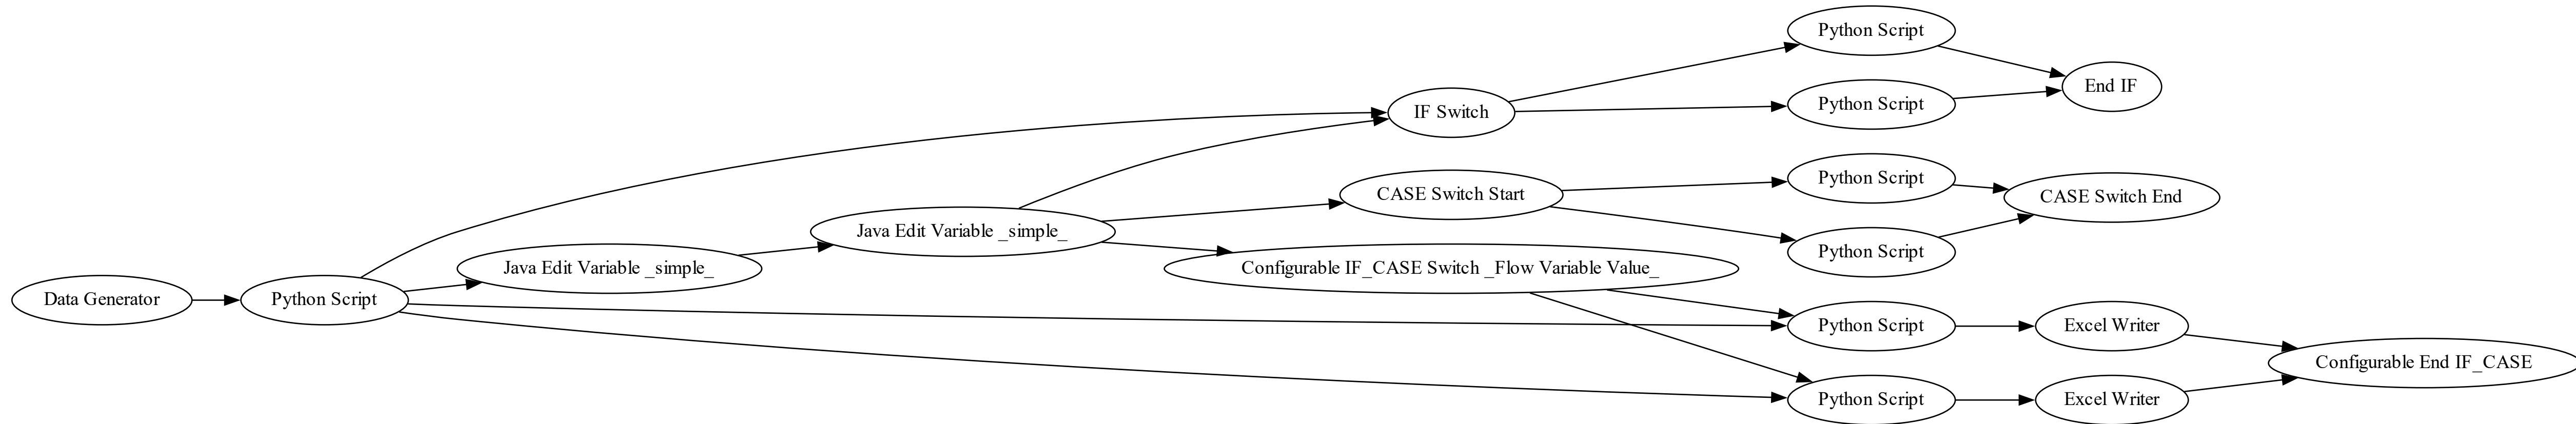 Data Generator
Python Script
Java Edit Variable _simple_
Java Edit Variable _simple_
IF Switch
CASE Switch Start
Configurable IF_CASE Switch _Flow Variable Value_
Python Script
Python Script
Python Script
Python Script
Python Script
Python Script
End IF
CASE Switch End
Excel Writer
Excel Writer
Configurable End IF_CASE